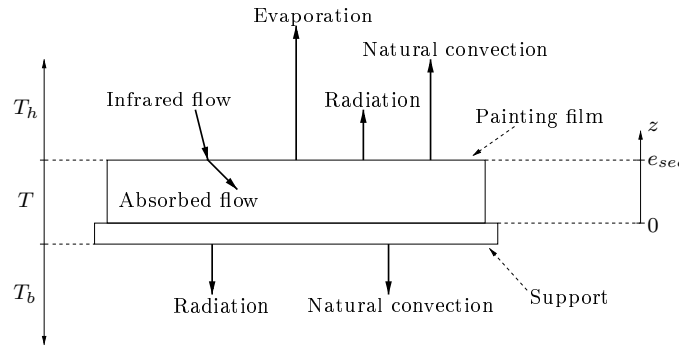 Evaporation
Natural convection
T_h
Infrared flow
Radiation
Painting film
z
e_sec
T
Absorbed flow
0
T_b
Radiation
Natural convection
Support